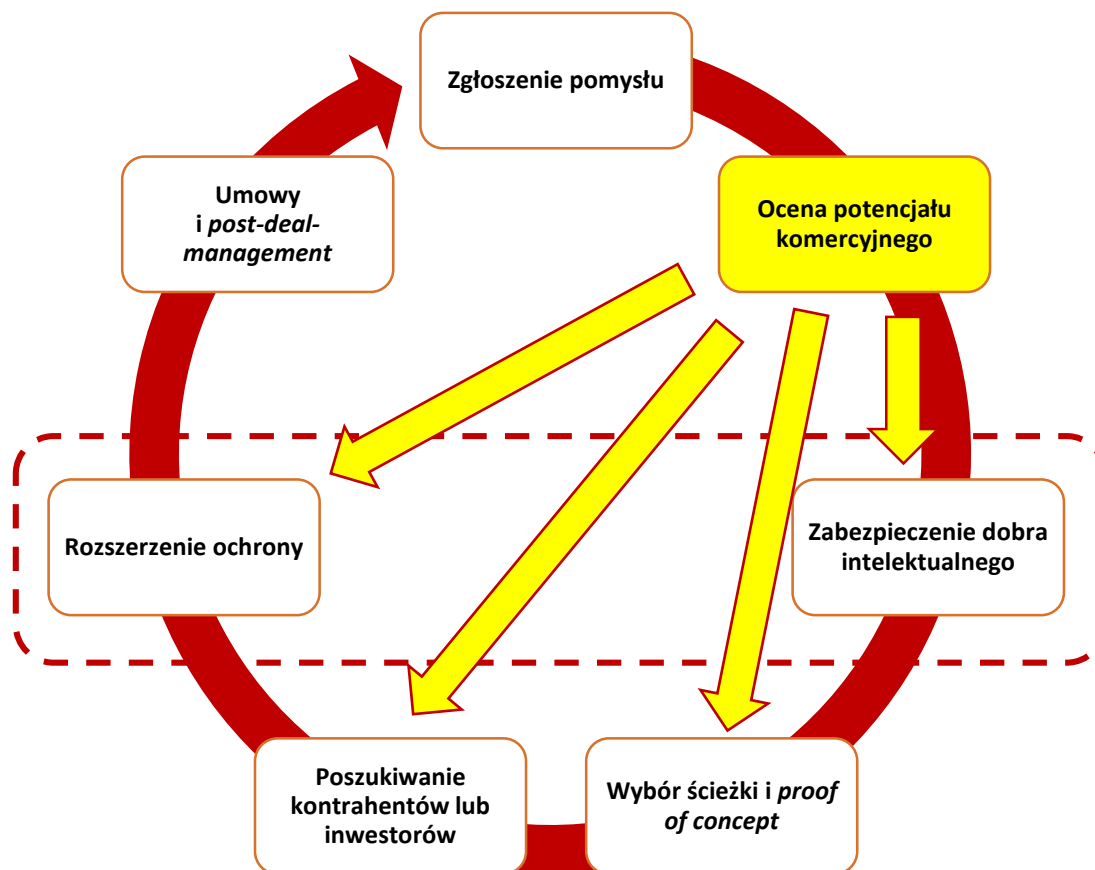 Zgłoszenie pomysłu
Ocena potencjału
komercyjnego
Zabezpieczenie dobra
intelektualnego
Wybór ścieżki i proof
of concept
Poszukiwanie
kontrahentów lub
inwestorów
Rozszerzenie ochrony
Umowy
i post-deal-
management